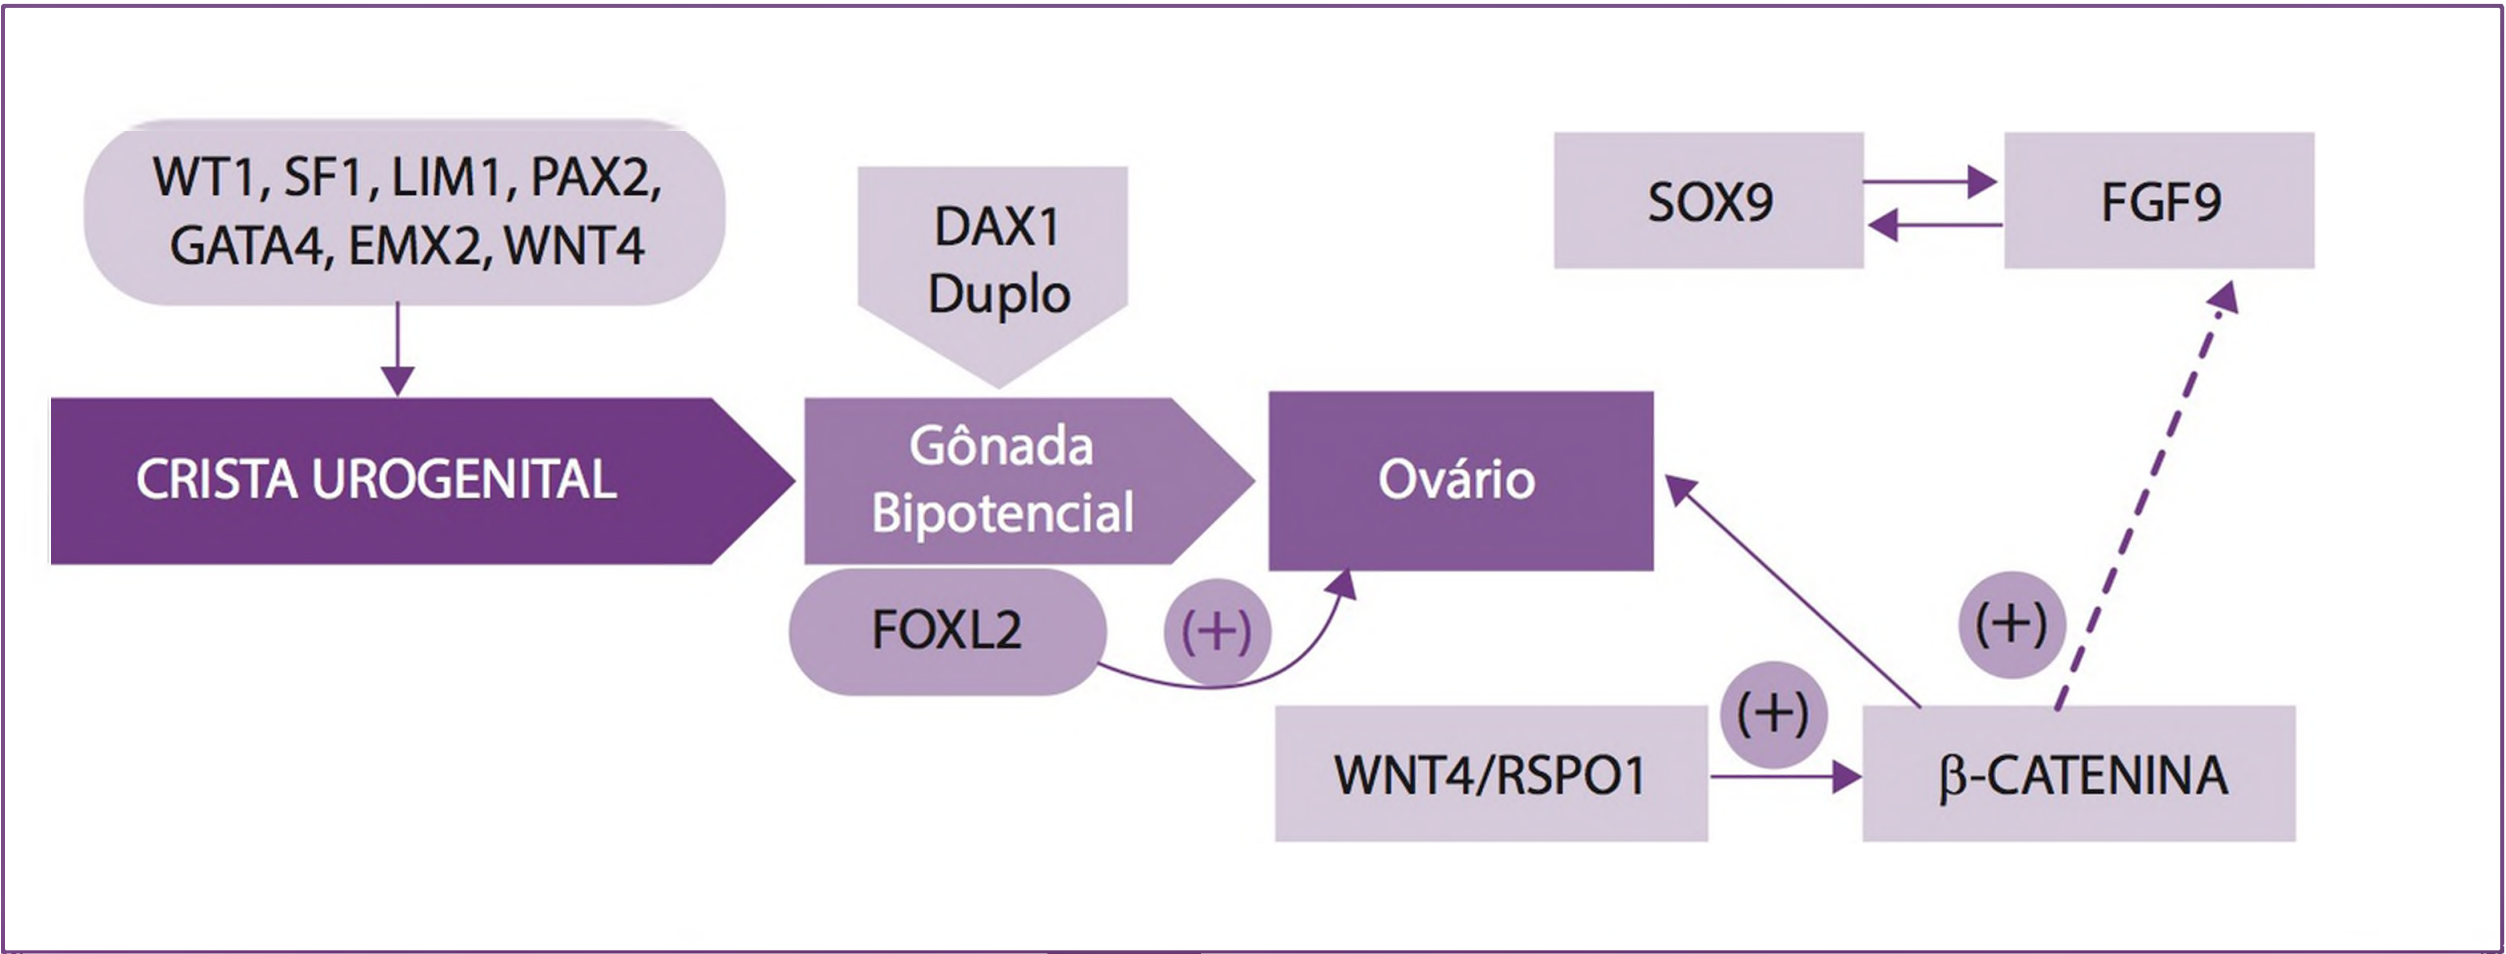 WT1, SF1, LIM1, PAX2,
GATA4, EMX2, WNT4
DAX1
Duplo
SOX9
FGF9
CRISTA UROGENITAL
Gônada
Bipotencial
Ovário
FOXL2
(+)
(+)
(+)
WNT4/RSPO1
β-CATENINA